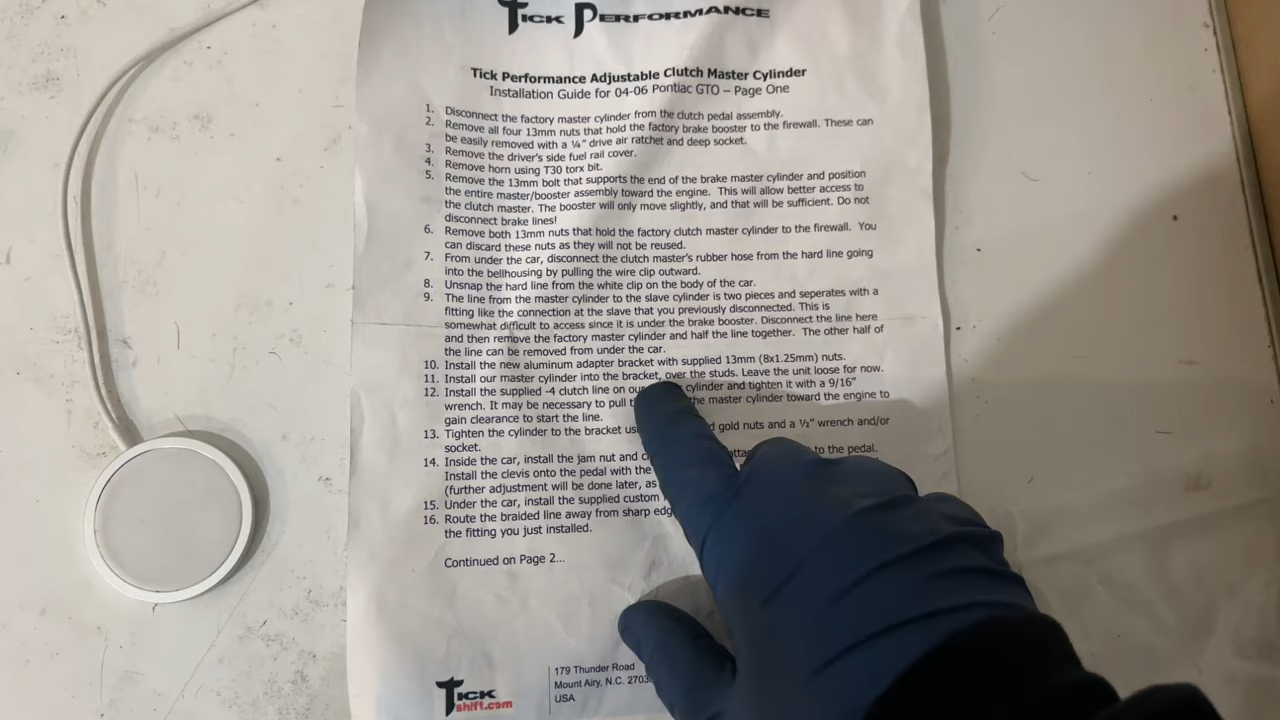 TICK PERFORMANCE
Tick Performance Adjustable Clutch Master Cylinder
Installation Guide for 04-06 Pontiac GTO – Page One
1. Disconnect the factory master cylinder from the clutch pedal assembly.
2. Remove all four 13mm nuts that hold the factory brake booster to the firewall. These can
be easily removed with a ¼" drive air ratchet and deep socket.
3. Remove the driver's side fuel rail cover.
4. Remove horn using T30 torx bit.
5. Remove the 13mm bolt that supports the end of the brake master cylinder and position
the entire master/booster assembly toward the engine. This will allow better access to
the clutch master. The booster will only move slightly, and that will be sufficient. Do not
disconnect brake lines!
6. Remove both 13mm nuts that hold the factory clutch master cylinder to the firewall. You
can discard these nuts as they will not be reused.
7. From under the car, disconnect the clutch master's rubber hose from the hard line going
into the bellhousing by pulling the wire clip outward.
8. Unsnap the hard line from the white clip on the body of the car.
9. The line from the master cylinder to the slave cylinder is two pieces and seperates with a
fitting like the connection at the slave that you previously disconnected. This is
somewhat difficult to access since it is under the brake booster. Disconnect the line here
and then remove the factory master cylinder and half the line together. The other half of
the line can be removed from under the car.
10. Install the new aluminum adapter bracket with supplied 13mm (8x1.25mm) nuts.
11. Install our master cylinder into the bracket, over the studs. Leave the unit loose for now.
12. Install the supplied -4 clutch line on our cylinder and tighten it with a 9/16"
wrench. It may be necessary to pull the master cylinder toward the engine to
gain clearance to start the line.
13. Tighten the cylinder to the bracket gold nuts and a ½" wrench and/or
socket.
14. Inside the car, install the jam nut and to the pedal.
Install the clevis onto the pedal with the
(further adjustment will be done later, as
15. Under the car, install the supplied custom
16. Route the braided line away from sharp
the fitting you just installed.
Continued on Page 2...
TICK
shift.com
179 Thunder Road
Mount Airy, N.C.
USA